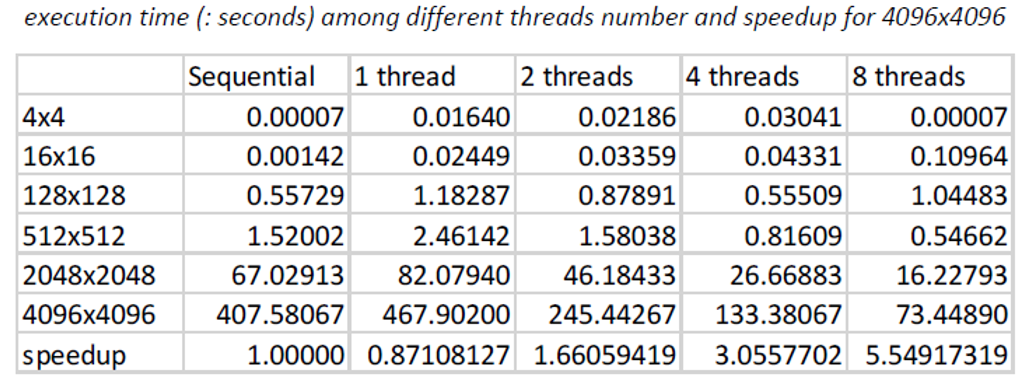 execution time (: seconds) among different threads number and speedup for 4096x4096
Sequential 1 thread 2 threads 4 threads 8 threads
4x4 0.00007 0.01640 0.02186 0.03041 0.00007
16x16 0.00142 0.02449 0.03359 0.04331 0.10964
128x128 0.55729 1.18287 0.87891 0.55509 1.04483
512x512 1.52002 2.46142 1.58038 0.81609 0.54662
2048x2048 67.02913 82.07940 46.18433 26.66883 16.22793
4096x4096 407.58067 467.90200 245.44267 133.38067 73.44890
speedup 1.00000 0.87108127 1.66059419 3.0557702 5.54917319